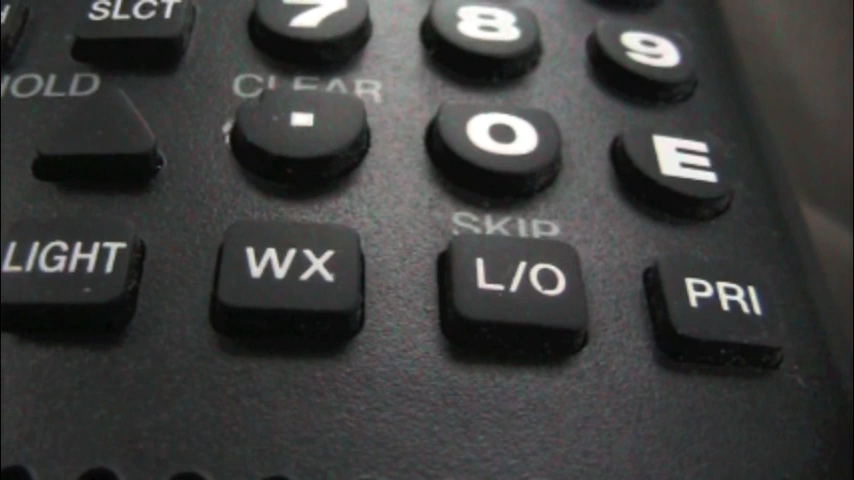 SLCT 7 8 9
HOLD CLEAR
. 0 E
SKIP
LIGHT WX L/O PRI